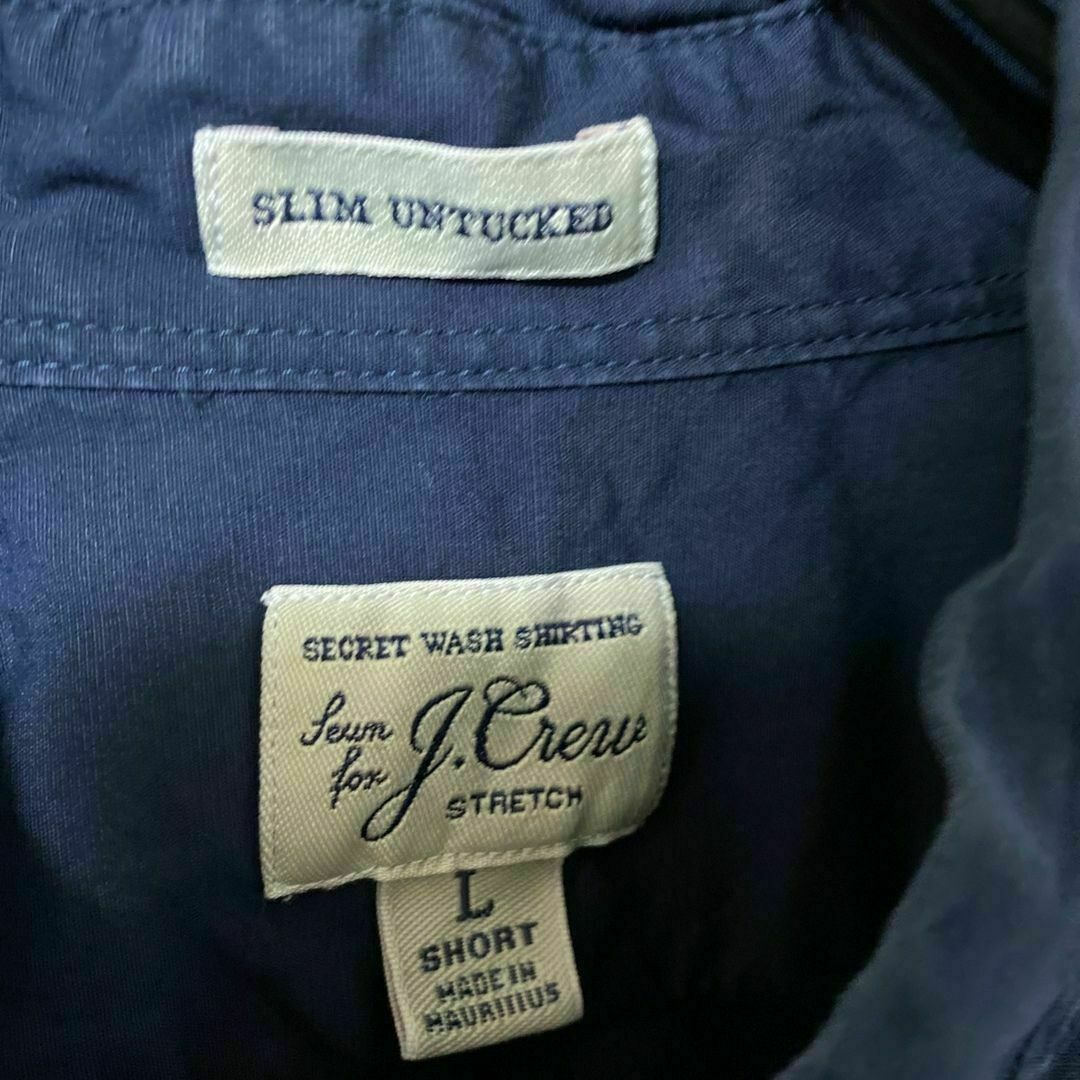 SLIM UNTUCKED
SECRET WASH SHIRTING
Sewn for J.Crew
STRETCH
L
SHORT
MADE IN
MAURITIUS